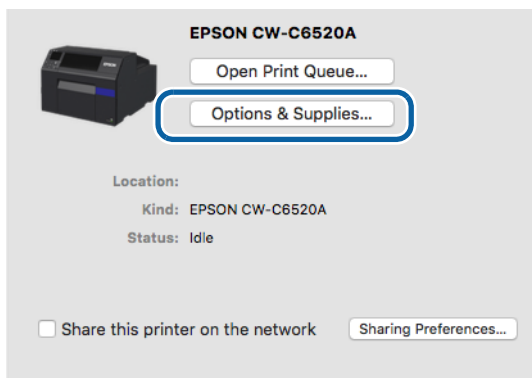 EPSON CW-C6520A
Open Print Queue...
Options & Supplies...
Location:
Kind: EPSON CW-C6520A
Status: Idle
Share this printer on the network
Sharing Preferences...